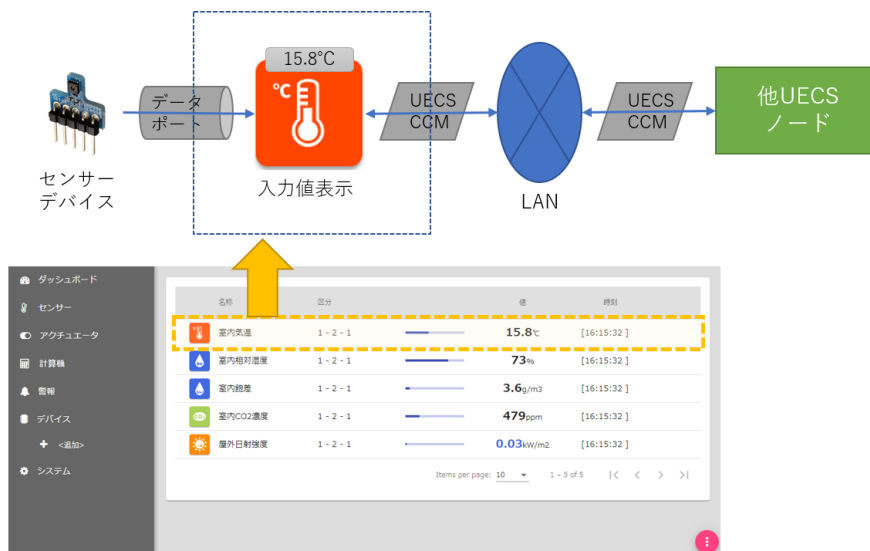 15.8°C
℃
データ
ポート
UECS
CCM
UECS
CCM
他UECS
ノード
センサー
デバイス
入力値表示
LAN
ダッシュボード
センサー
アクチュエータ
計算機
警報
デバイス
+ <追加>
システム
名称 区分 値 時刻
℃ 室内気温 1 - 2 - 1 15.8℃ [16:15:32 ]
室内相対湿度 1 - 2 - 1 73% [16:15:32 ]
室内飽差 1 - 2 - 1 3.6g/m3 [16:15:32 ]
室内CO2濃度 1 - 2 - 1 479ppm [16:15:32 ]
屋外日射強度 1 - 2 - 1 0.03kW/m2 [16:15:32 ]
Items per page: 10 1 – 5 of 5